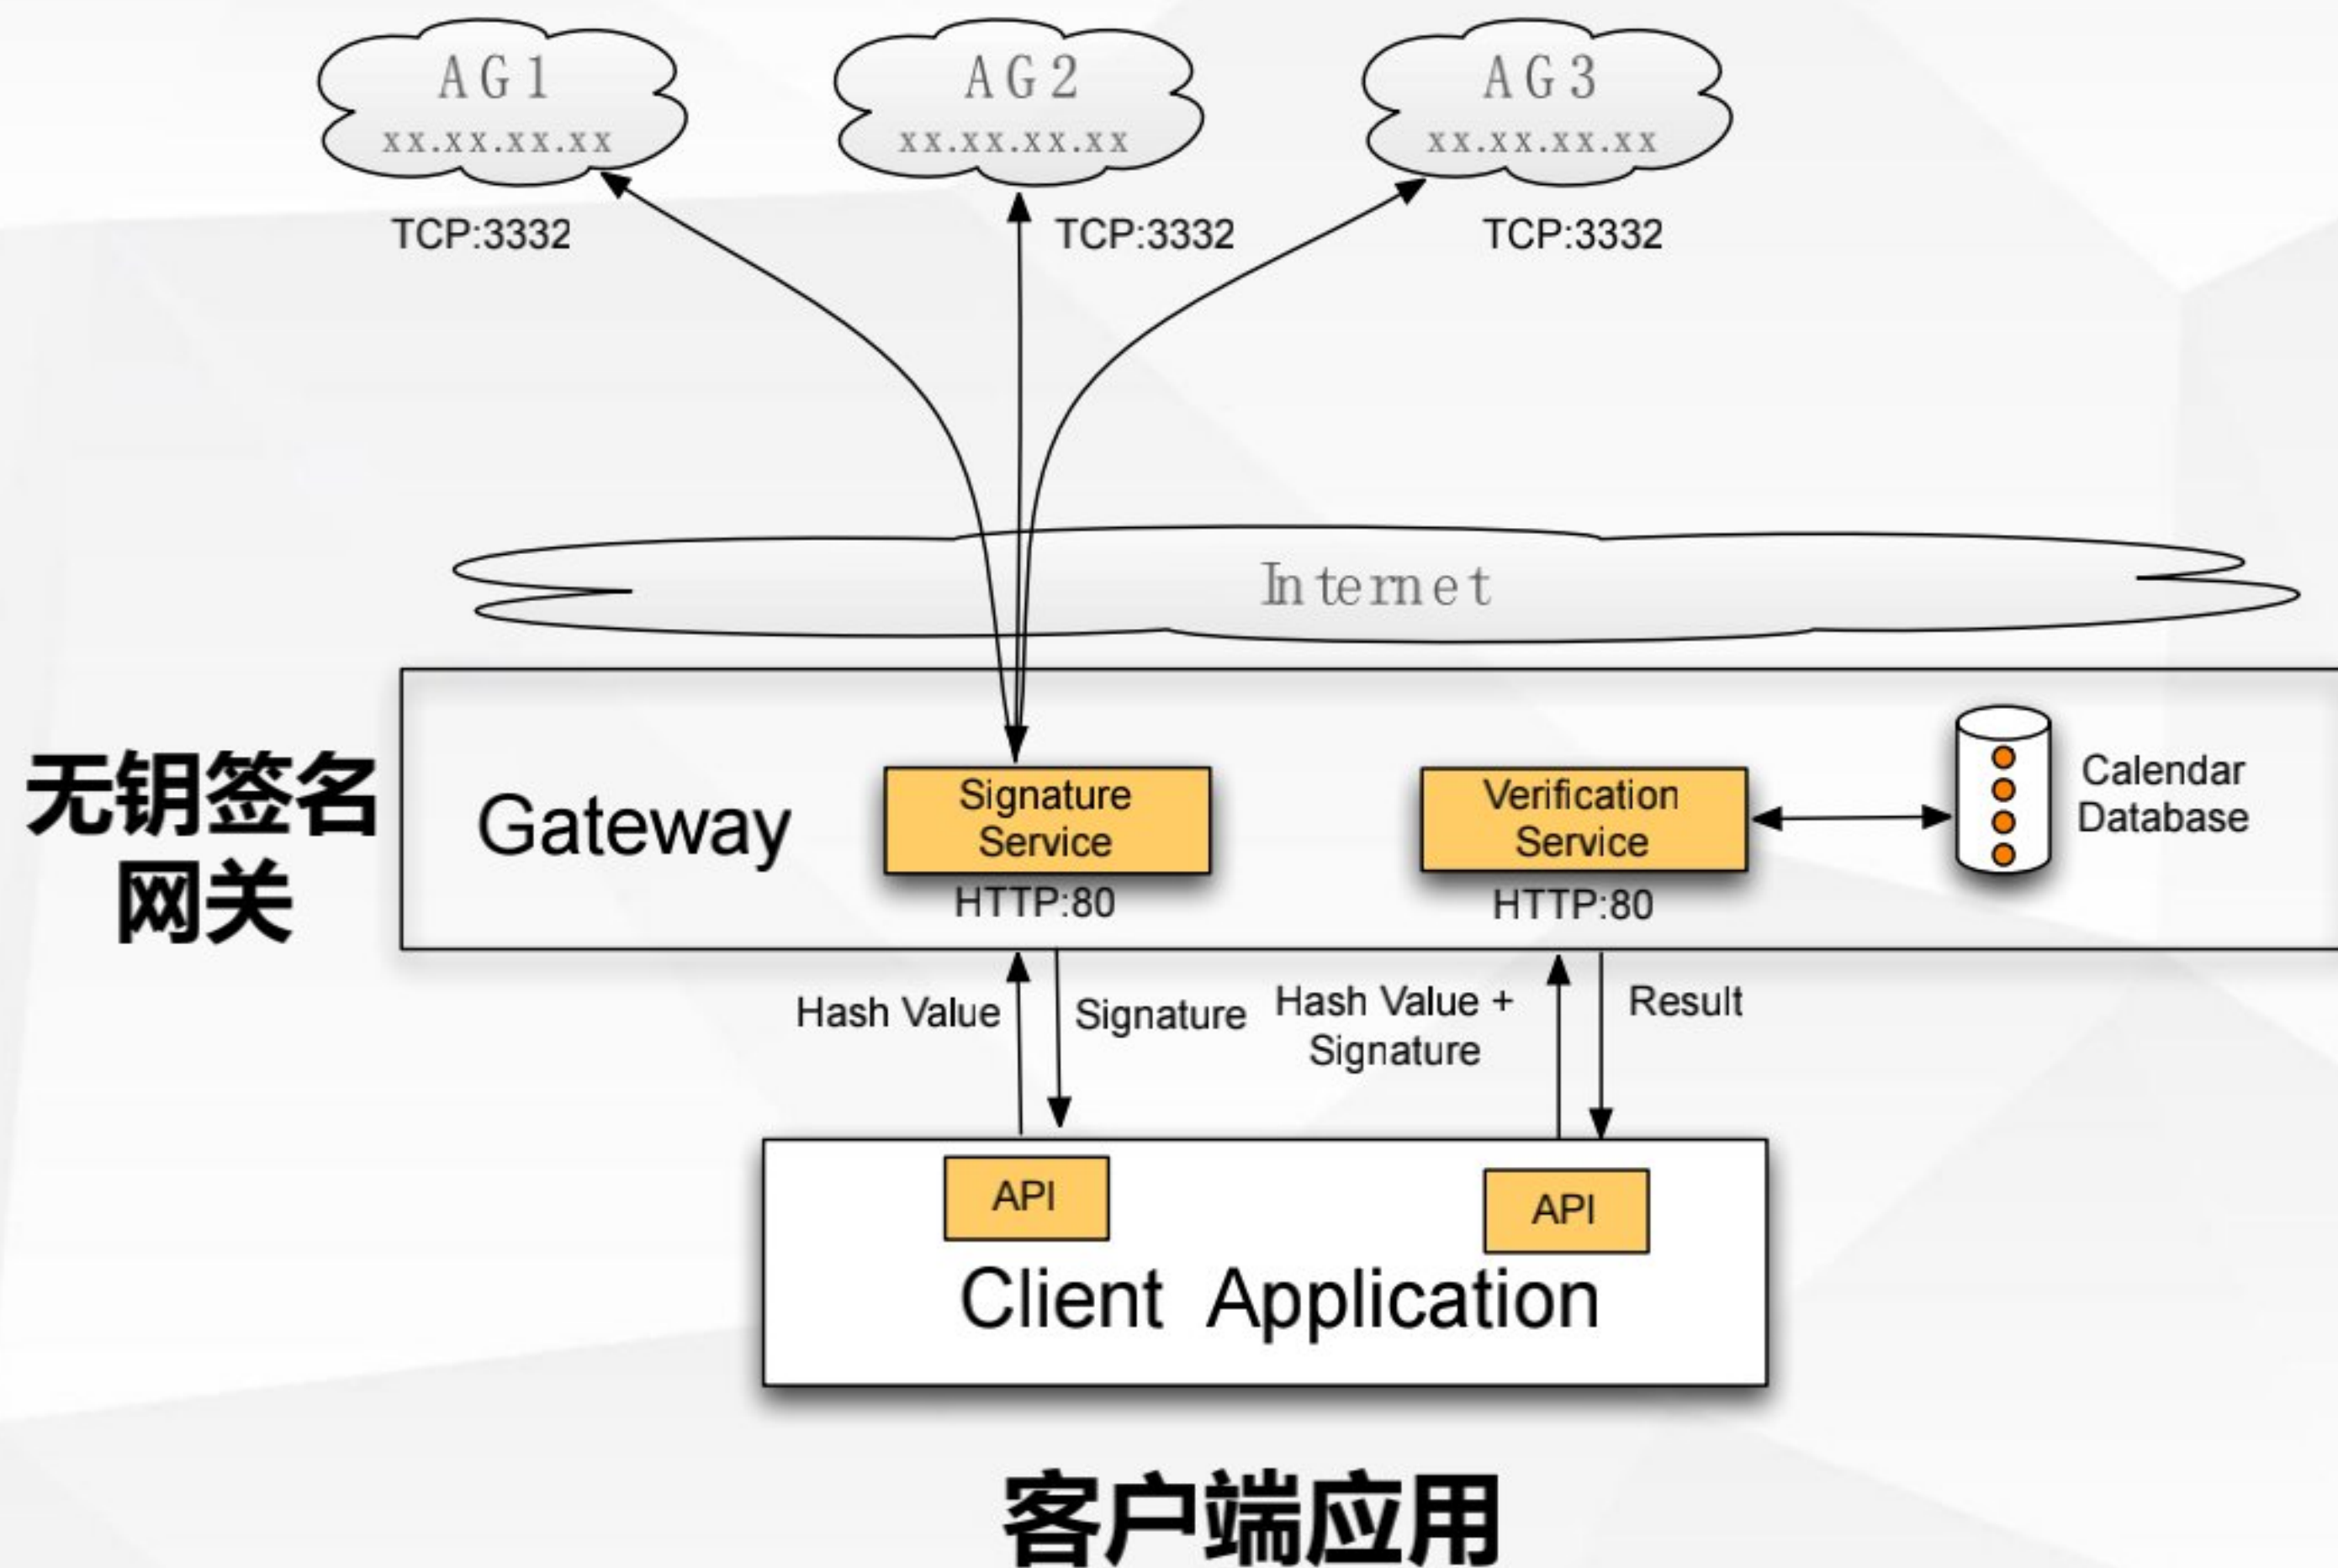 AG1
xx.xx.xx.xx
AG2
xx.xx.xx.xx
AG3
xx.xx.xx.xx
TCP:3332
TCP:3332
TCP:3332
Internet
无钥签名
网关
Gateway
Signature
Service
HTTP:80
Verification
Service
HTTP:80
Calendar
Database
Hash Value
Signature
Hash Value +
Signature
Result
API
API
Client Application
客户端应用